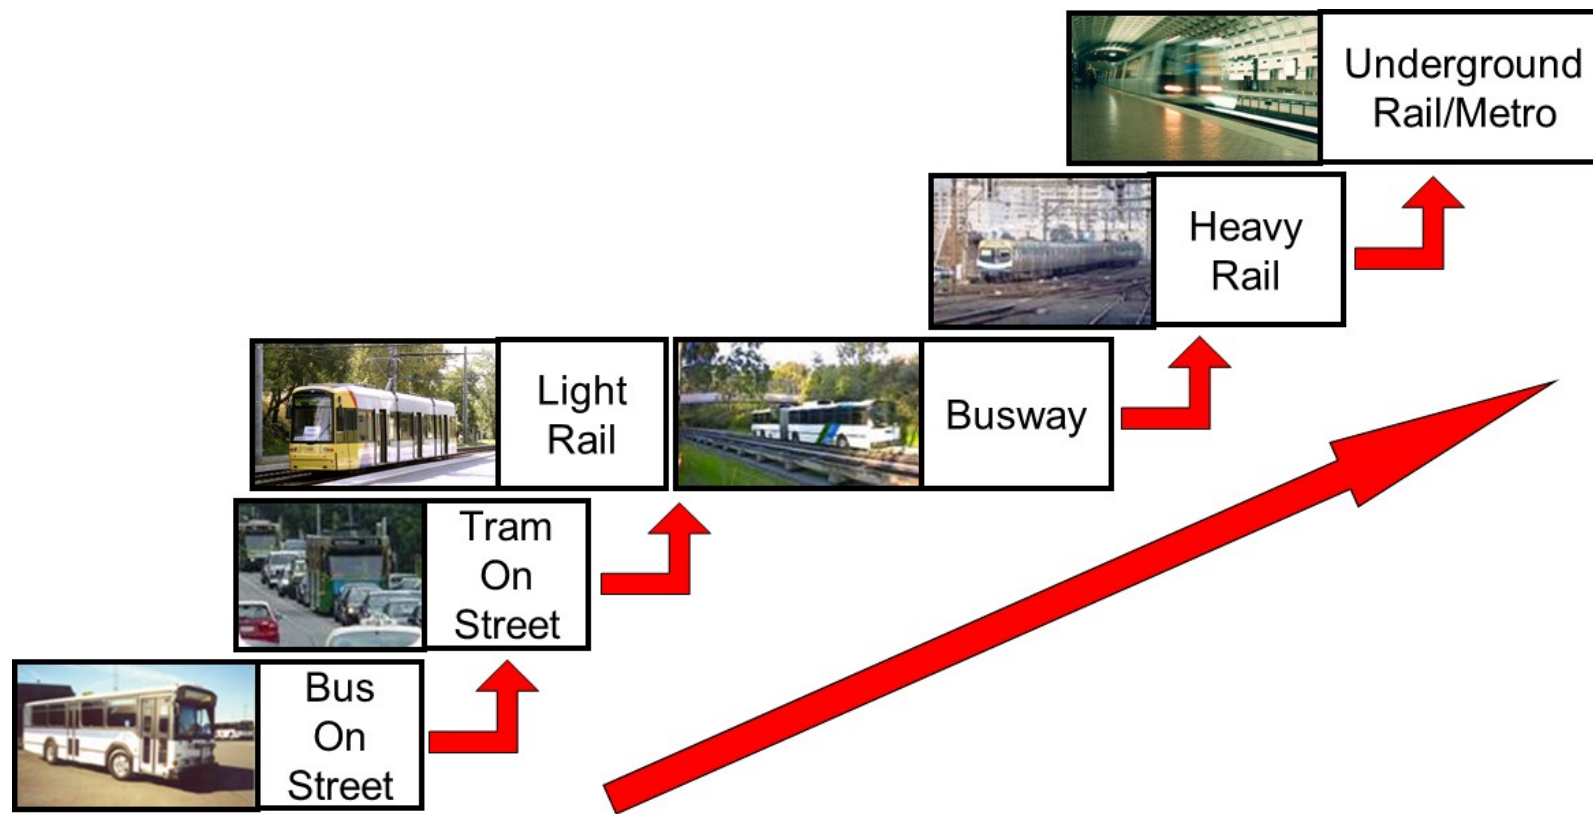 Underground
Rail/Metro
Heavy
Rail
Light
Rail
Busway
Tram
On
Street
Bus
On
Street